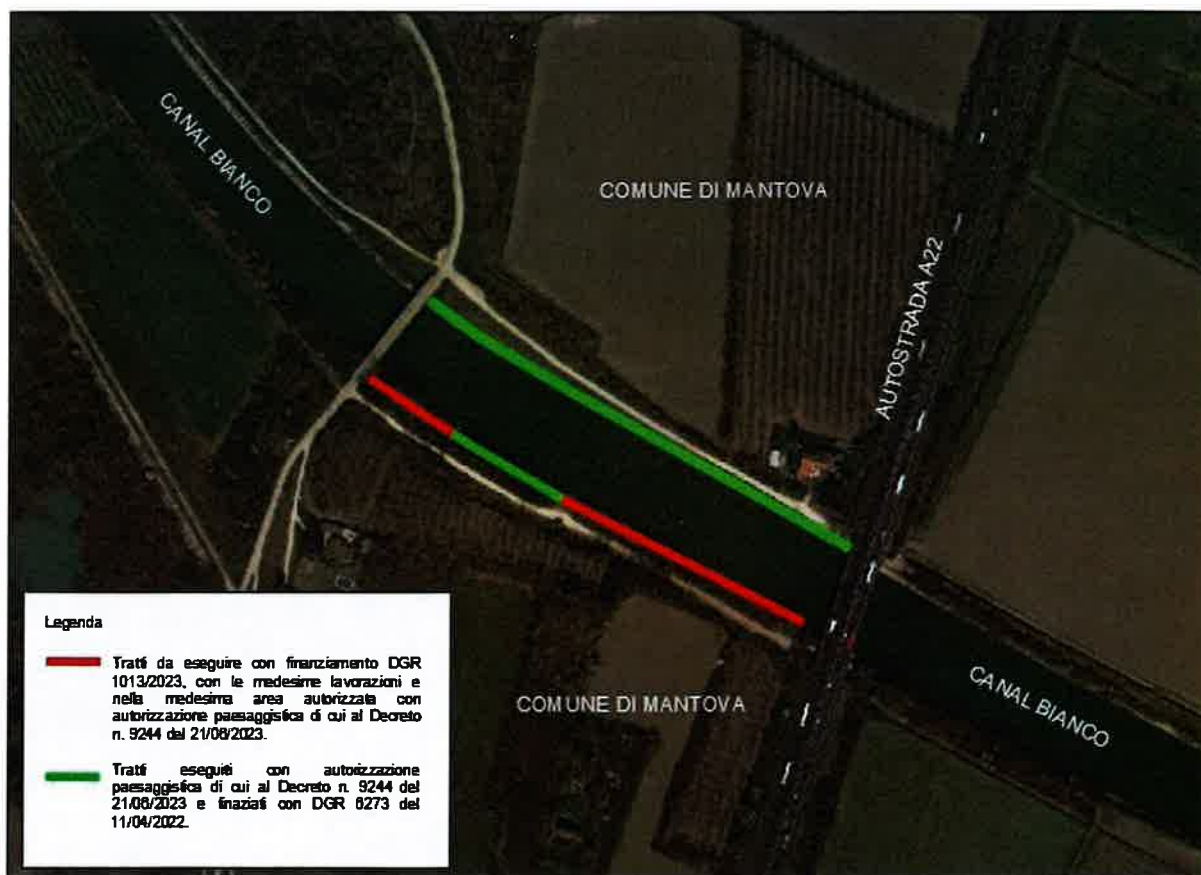 CANAL BIANCO
COMUNE DI MANTOVA
AUTOSTRADA A22
Legenda
Tratti da eseguire con finanziamento DGR
1013/2023, con le medesime lavorazioni e
nella medesima area autorizzata con
autorizzazione paesaggistica di cui al Decreto
n. 9244 del 21/06/2023.
Tratti eseguiti con autorizzazione
paesaggistica di cui al Decreto n. 9244 del
21/06/2023 e finaziati con DGR 6273 del
11/04/2022.
COMUNE DI MANTOVA
CANAL BIANCO